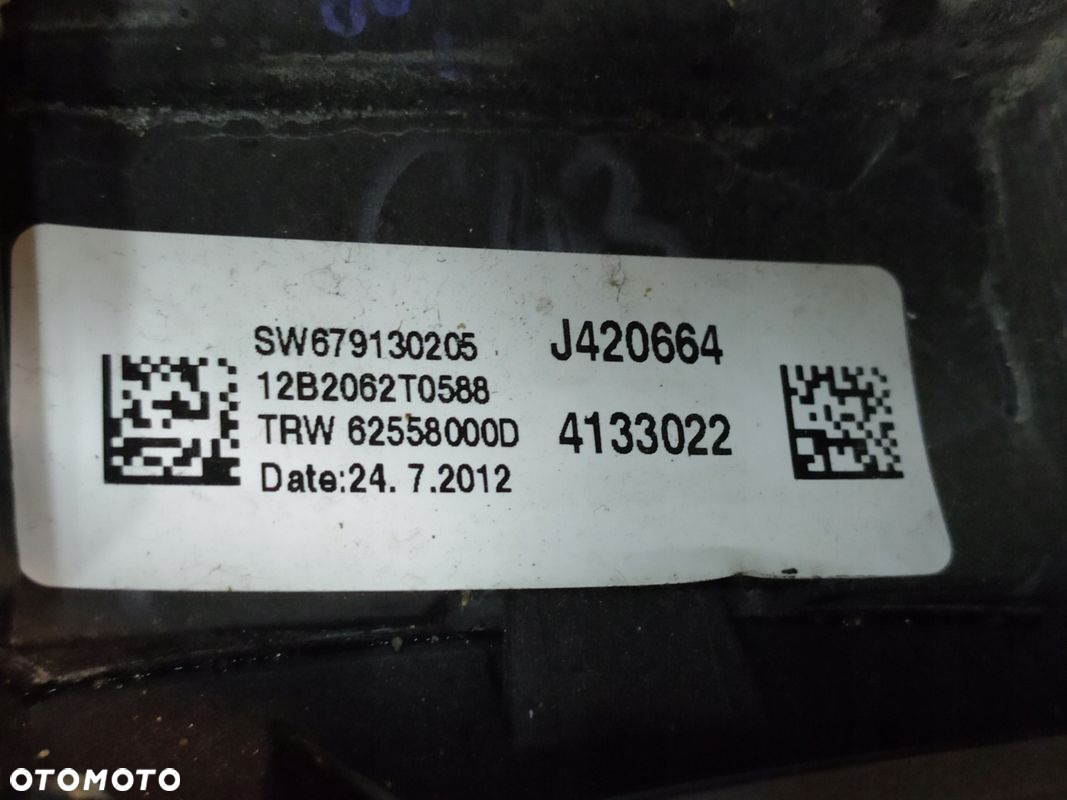 SW679130205
12B2062T0588
TRW 62558000D
Date:24. 7.2012
J420664
4133022
OTOMOTO